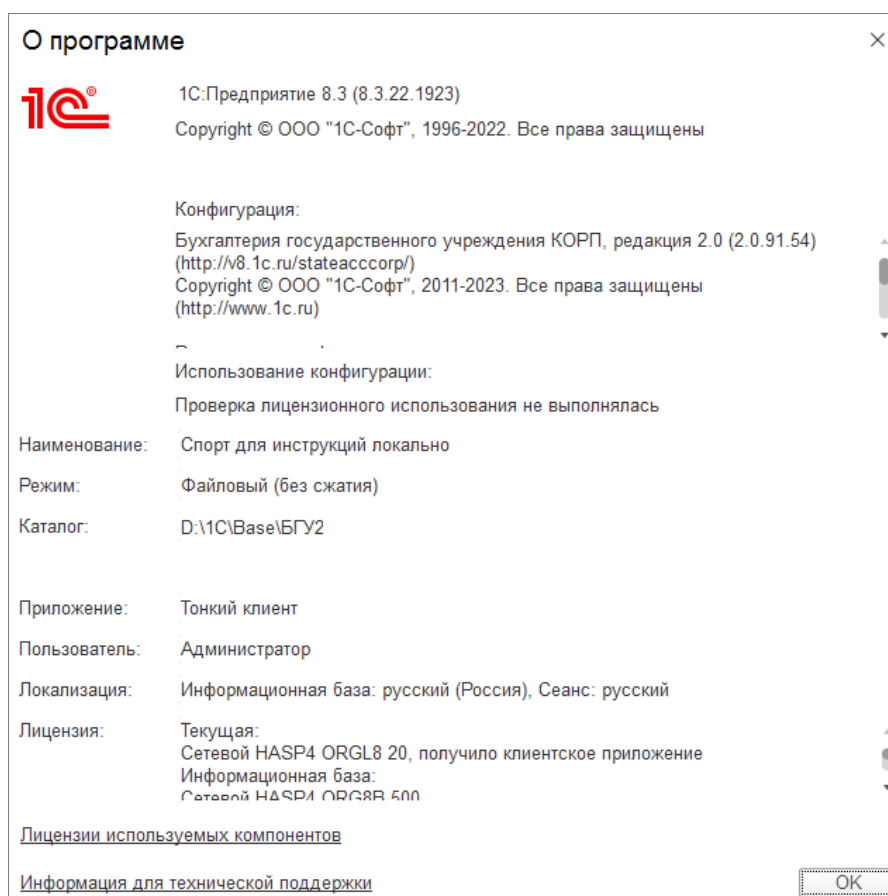 О программе
1С®
1С:Предприятие 8.3 (8.3.22.1923)
Copyright © ООО "1С-Софт", 1996-2022. Все права защищены
Конфигурация:
Бухгалтерия государственного учреждения КОРП, редакция 2.0 (2.0.91.54)
(http://v8.1c.ru/stateacccorp/)
Copyright © ООО "1С-Софт", 2011-2023. Все права защищены
(http://www.1c.ru)
Использование конфигурации:
Проверка лицензионного использования не выполнялась
Наименование: Спорт для инструкций локально
Режим: Файловый (без сжатия)
Каталог: D:\1C\Base\БГУ2
Приложение: Тонкий клиент
Пользователь: Администратор
Локализация: Информационная база: русский (Россия), Сеанс: русский
Лицензия: Текущая:
Сетевой HASP4 ORGL8 20, получило клиентское приложение
Информационная база:
Сетевой HASP4 ORG8B 500
Лицензии используемых компонентов
Информация для технической поддержки
OK